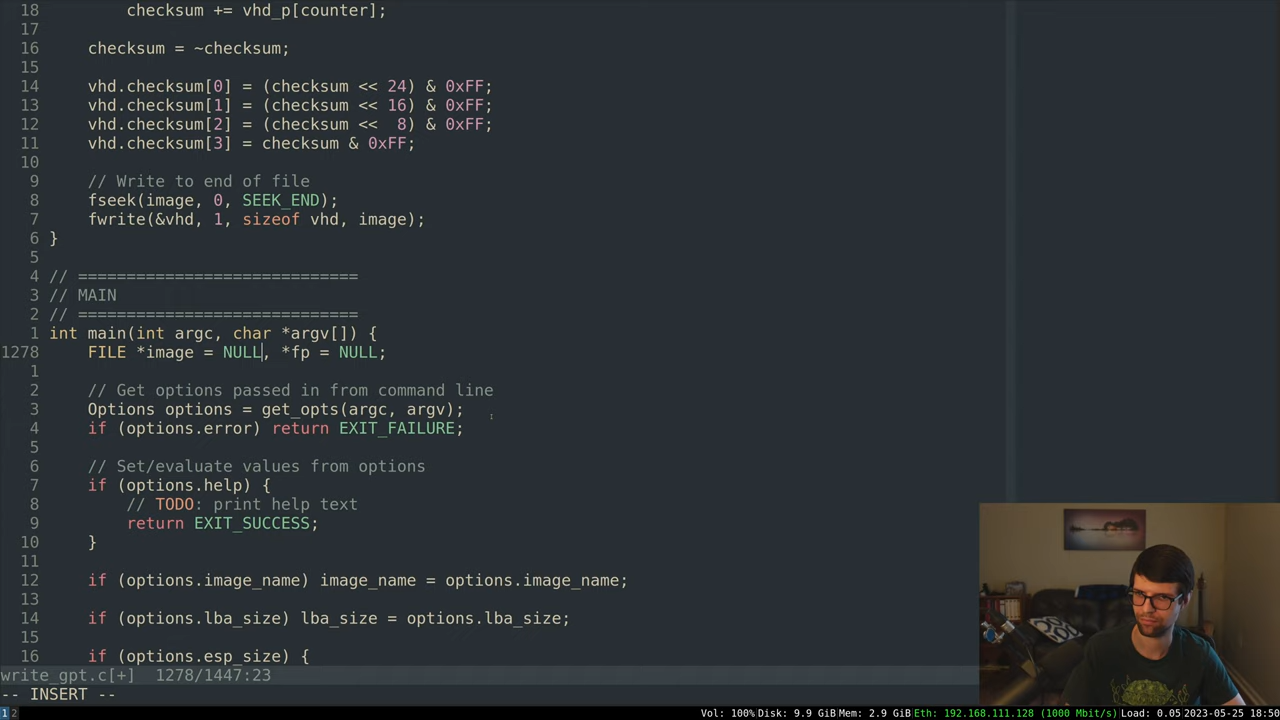 18         checksum += vhd_p[counter];
17
16     checksum = ~checksum;
15
14     vhd.checksum[0] = (checksum << 24) & 0xFF;
13     vhd.checksum[1] = (checksum << 16) & 0xFF;
12     vhd.checksum[2] = (checksum <<  8) & 0xFF;
11     vhd.checksum[3] = checksum & 0xFF;
10
9     // Write to end of file
8     fseek(image, 0, SEEK_END);
7     fwrite(&vhd, 1, sizeof vhd, image);
6 }
5
4 // =============================
3 // MAIN
2 // =============================
1 int main(int argc, char *argv[]) {
1278     FILE *image = NULL, *fp = NULL;
1
2     // Get options passed in from command line
3     Options options = get_opts(argc, argv);
4     if (options.error) return EXIT_FAILURE;
5
6     // Set/evaluate values from options
7     if (options.help) {
8         // TODO: print help text
9         return EXIT_SUCCESS;
10     }
11
12     if (options.image_name) image_name = options.image_name;
13
14     if (options.lba_size) lba_size = options.lba_size;
15
16     if (options.esp_size) {
write_gpt.c[+]  1278/1447:23
-- INSERT --
1 2 Vol: 100% Disk: 9.9 GiB Mem: 2.9 GiB Eth: 192.168.111.128 (1000 Mbit/s) Load: 0.05 2023-05-25 18:50